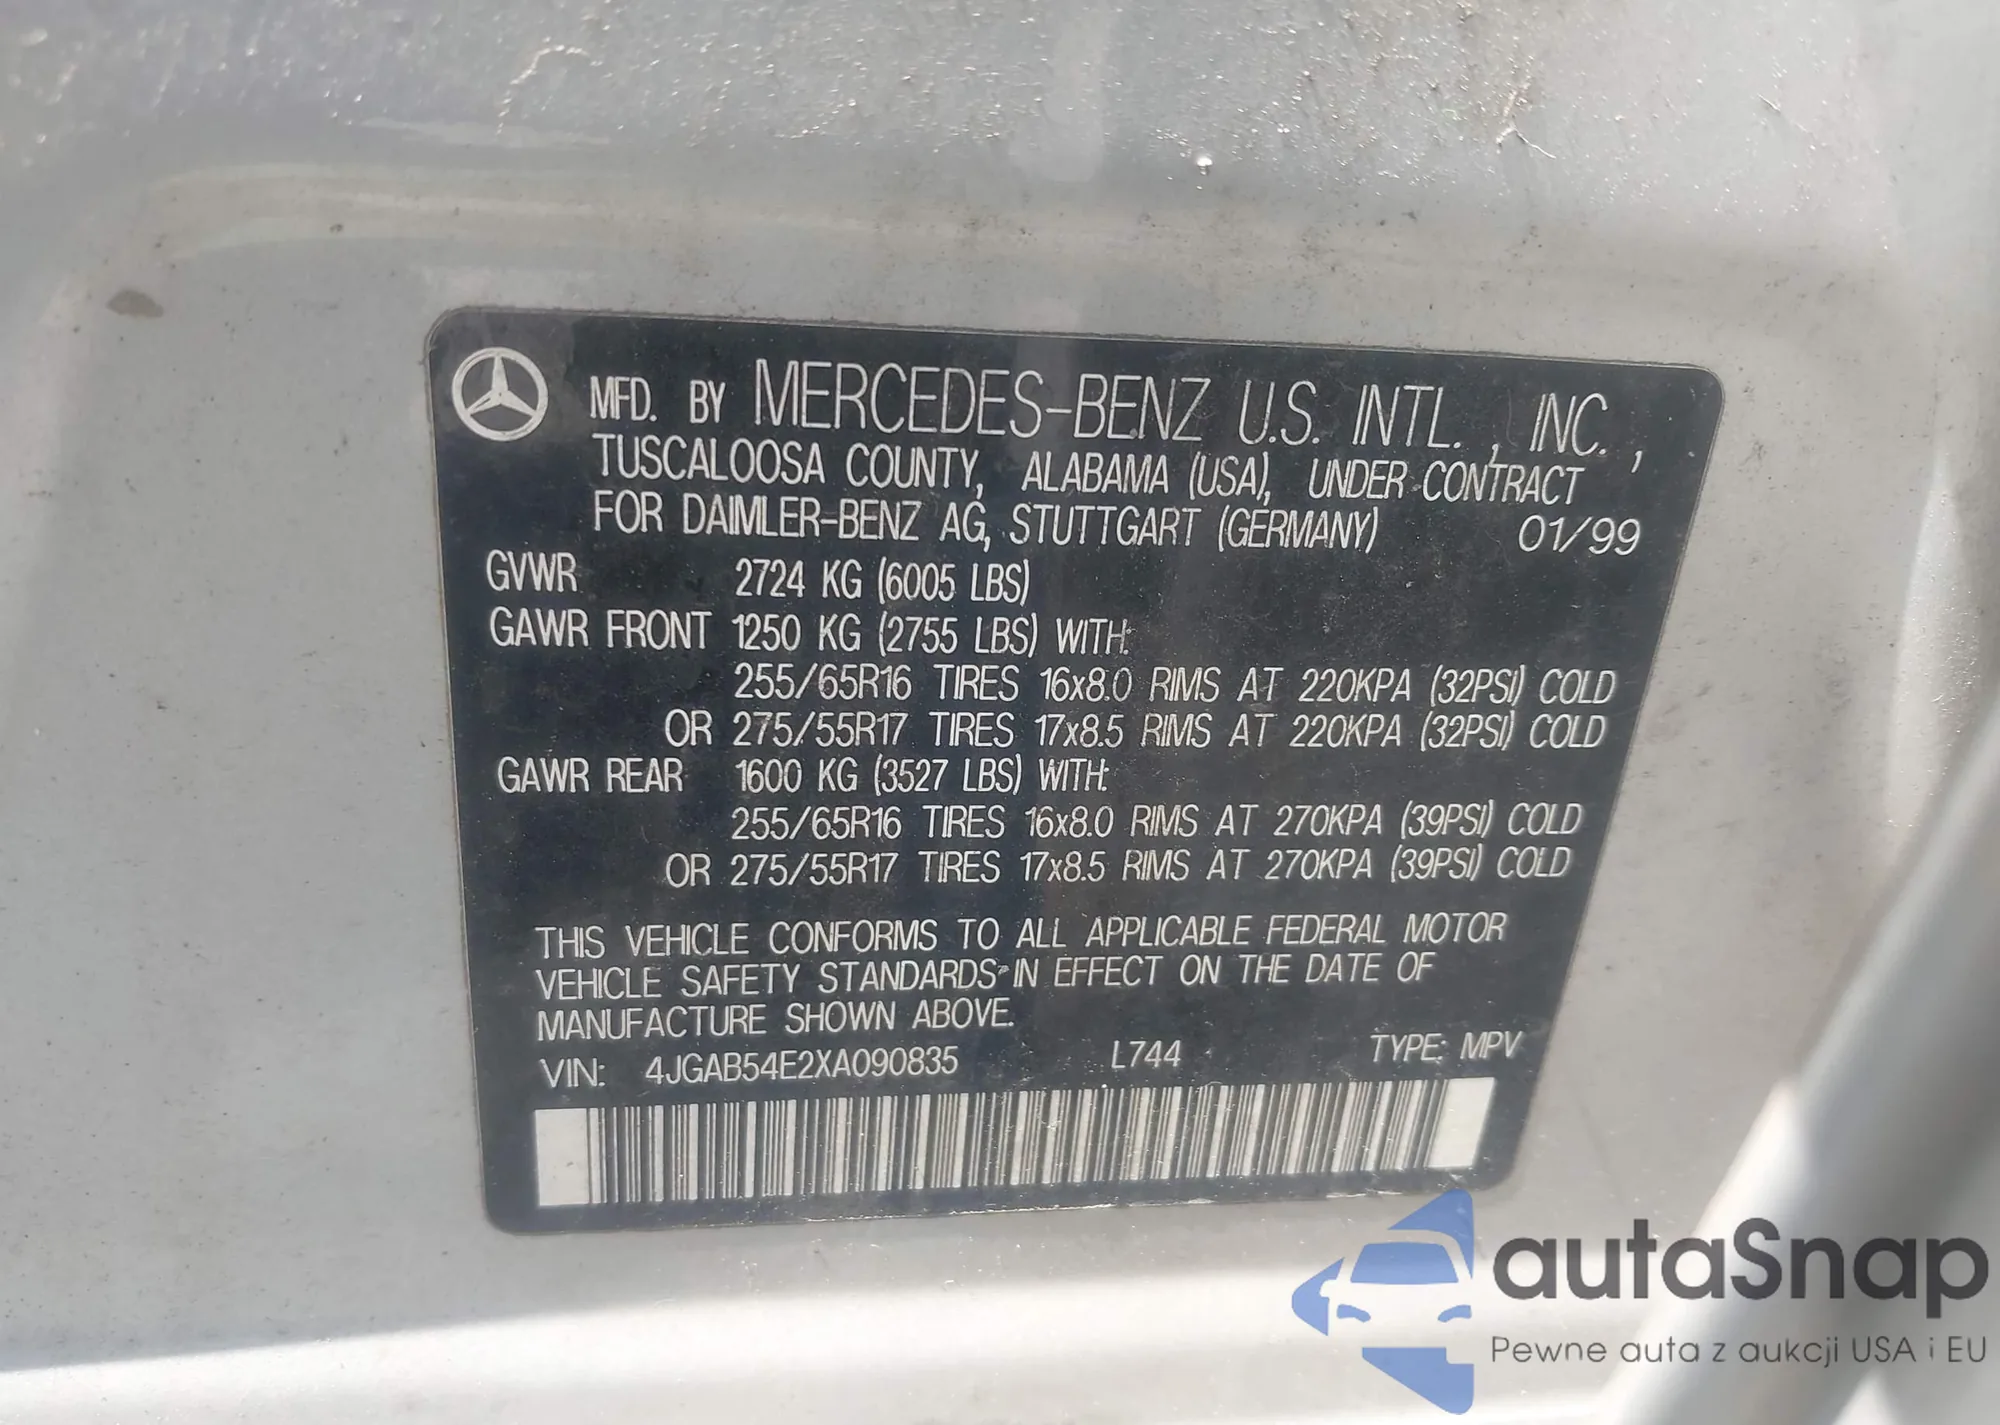 MFD. BY MERCEDES-BENZ U.S. INTL., INC.,
TUSCALOOSA COUNTY, ALABAMA (USA), UNDER CONTRACT
FOR DAIMLER-BENZ AG, STUTTGART (GERMANY) 01/99
GVWR 2724 KG (6005 LBS)
GAWR FRONT 1250 KG (2755 LBS) WITH:
255/65R16 TIRES 16x8.0 RIMS AT 220KPA (32PSI) COLD
OR 275/55R17 TIRES 17x8.5 RIMS AT 220KPA (32PSI) COLD
GAWR REAR 1600 KG (3527 LBS) WITH:
255/65R16 TIRES 16x8.0 RIMS AT 270KPA (39PSI) COLD
OR 275/55R17 TIRES 17x8.5 RIMS AT 270KPA (39PSI) COLD
THIS VEHICLE CONFORMS TO ALL APPLICABLE FEDERAL MOTOR
VEHICLE SAFETY STANDARDS IN EFFECT ON THE DATE OF
MANUFACTURE SHOWN ABOVE.
VIN: 4JGAB54E2XA090835 L744 TYPE: MPV
autaSnap
Pewne auta z aukcji USA i EU